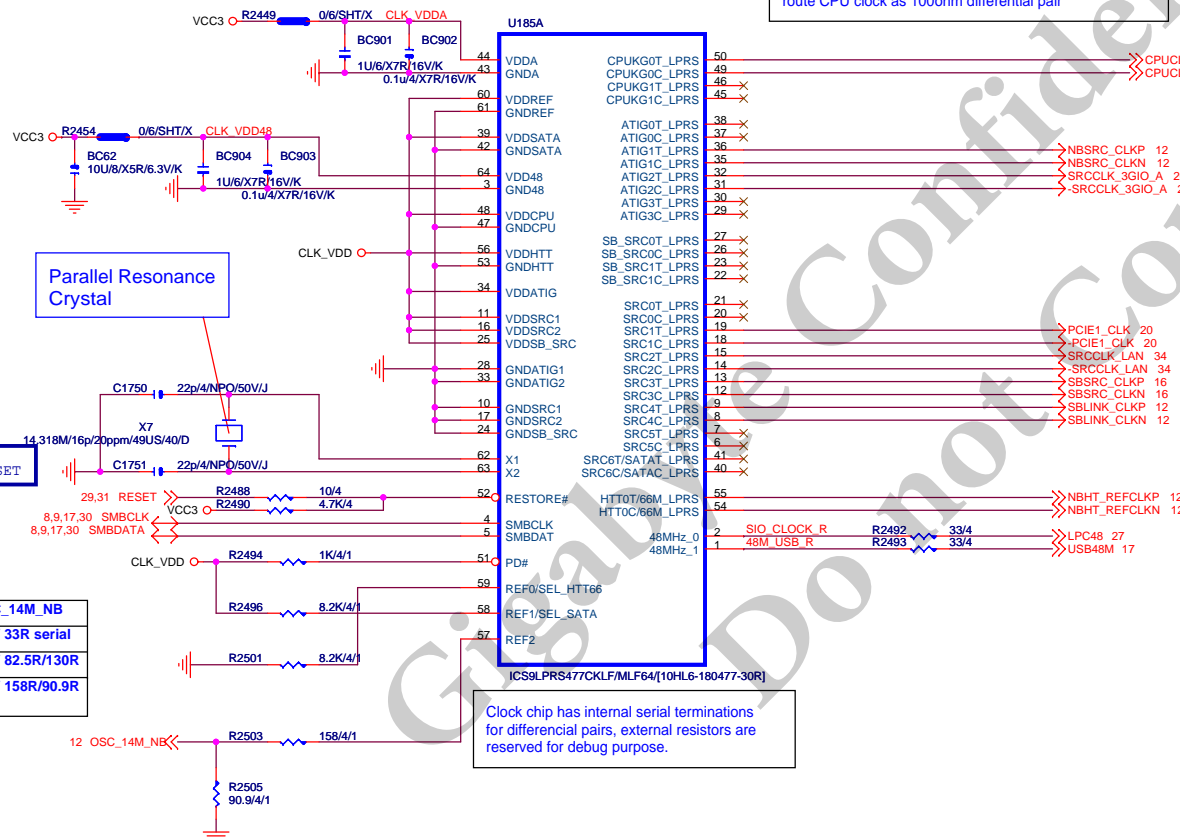 route CPU clock as 100ohm differential pair
VCC3 R2449 0/6/SHT/X CLK_VDDA
BC901 BC902
1U/6/X7R/16V/K
0.1u/4/X7R/16V/K
VCC3 R2454 0/6/SHT/X CLK_VDD48
BC62
10U/8/X5R/6.3V/K
BC904 BC903
1U/6/X7R/16V/K
0.1u/4/X7R/16V/K
CLK_VDD
Parallel Resonance
Crystal
C1750 22p/4/NPO/50V/J
X7
14.318M/16p/20ppm/49US/40/D
C1751 22p/4/NPO/50V/J
SET
29,31 RESET R2488 10/4
VCC3 R2490 4.7K/4
8,9,17,30 SMBCLK
8,9,17,30 SMBDATA
CLK_VDD R2494 1K/4/1
R2496 8.2K/4/1
R2501 8.2K/4/1
_14M_NB
33R serial
82.5R/130R
158R/90.9R
12 OSC_14M_NB R2503 158/4/1
R2505
90.9/4/1
U185A
44 VDDA
43 GNDA
60 VDDREF
61 GNDREF
39 VDDSATA
42 GNDSATA
64 VDD48
3 GND48
48 VDDCPU
47 GNDCPU
56 VDDHTT
53 GNDHTT
34 VDDATIG
11 VDDSRC1
16 VDDSRC2
25 VDDSB_SRC
28 GNDATIG1
33 GNDATIG2
10 GNDSRC1
17 GNDSRC2
24 GNDSB_SRC
62 X1
63 X2
52 RESTORE#
4 SMBCLK
5 SMBDAT
51 PD#
59 REF0/SEL_HTT66
58 REF1/SEL_SATA
57 REF2
CPUKG0T_LPRS 50
CPUKG0C_LPRS 49
CPUKG1T_LPRS 46
CPUKG1C_LPRS 45
ATIG0T_LPRS 38
ATIG0C_LPRS 37
ATIG1T_LPRS 36 NBSRC_CLKP 12
ATIG1C_LPRS 35 NBSRC_CLKN 12
ATIG2T_LPRS 32 SRCCLK_3GIO_A
ATIG2C_LPRS 31 -SRCCLK_3GIO_A
ATIG3T_LPRS 30
ATIG3C_LPRS 29
SB_SRC0T_LPRS 27
SB_SRC0C_LPRS 26
SB_SRC1T_LPRS 23
SB_SRC1C_LPRS 22
SRC0T_LPRS 21
SRC0C_LPRS 20
SRC1T_LPRS 19 PCIE1_CLK 20
SRC1C_LPRS 18 -PCIE1_CLK 20
SRC2T_LPRS 15 SRCCLK_LAN 34
SRC2C_LPRS 14 -SRCCLK_LAN 34
SRC3T_LPRS 13 SBSRC_CLKP 16
SRC3C_LPRS 12 SBSRC_CLKN 16
SRC4T_LPRS 9 SBLINK_CLKP 12
SRC4C_LPRS 8 SBLINK_CLKN 12
SRC5T_LPRS 7
SRC5C_LPRS 6
SRC6T/SATAT_LPRS 41
SRC6C/SATAC_LPRS 40
HTT0T/66M_LPRS 55 NBHT_REFCLKP 12
HTT0C/66M_LPRS 54 NBHT_REFCLKN 12
48MHz_0 2 SIO_CLOCK_R R2492 33/4 LPC48 27
48MHz_1 1 48M_USB_R R2493 33/4 USB48M 17
ICS9LPRS477CKLF/MLF64/[10HL6-180477-30R]
Clock chip has internal serial terminations
for differencial pairs, external resistors are
reserved for debug purpose.
Gigabyte Confiden
Do not Co